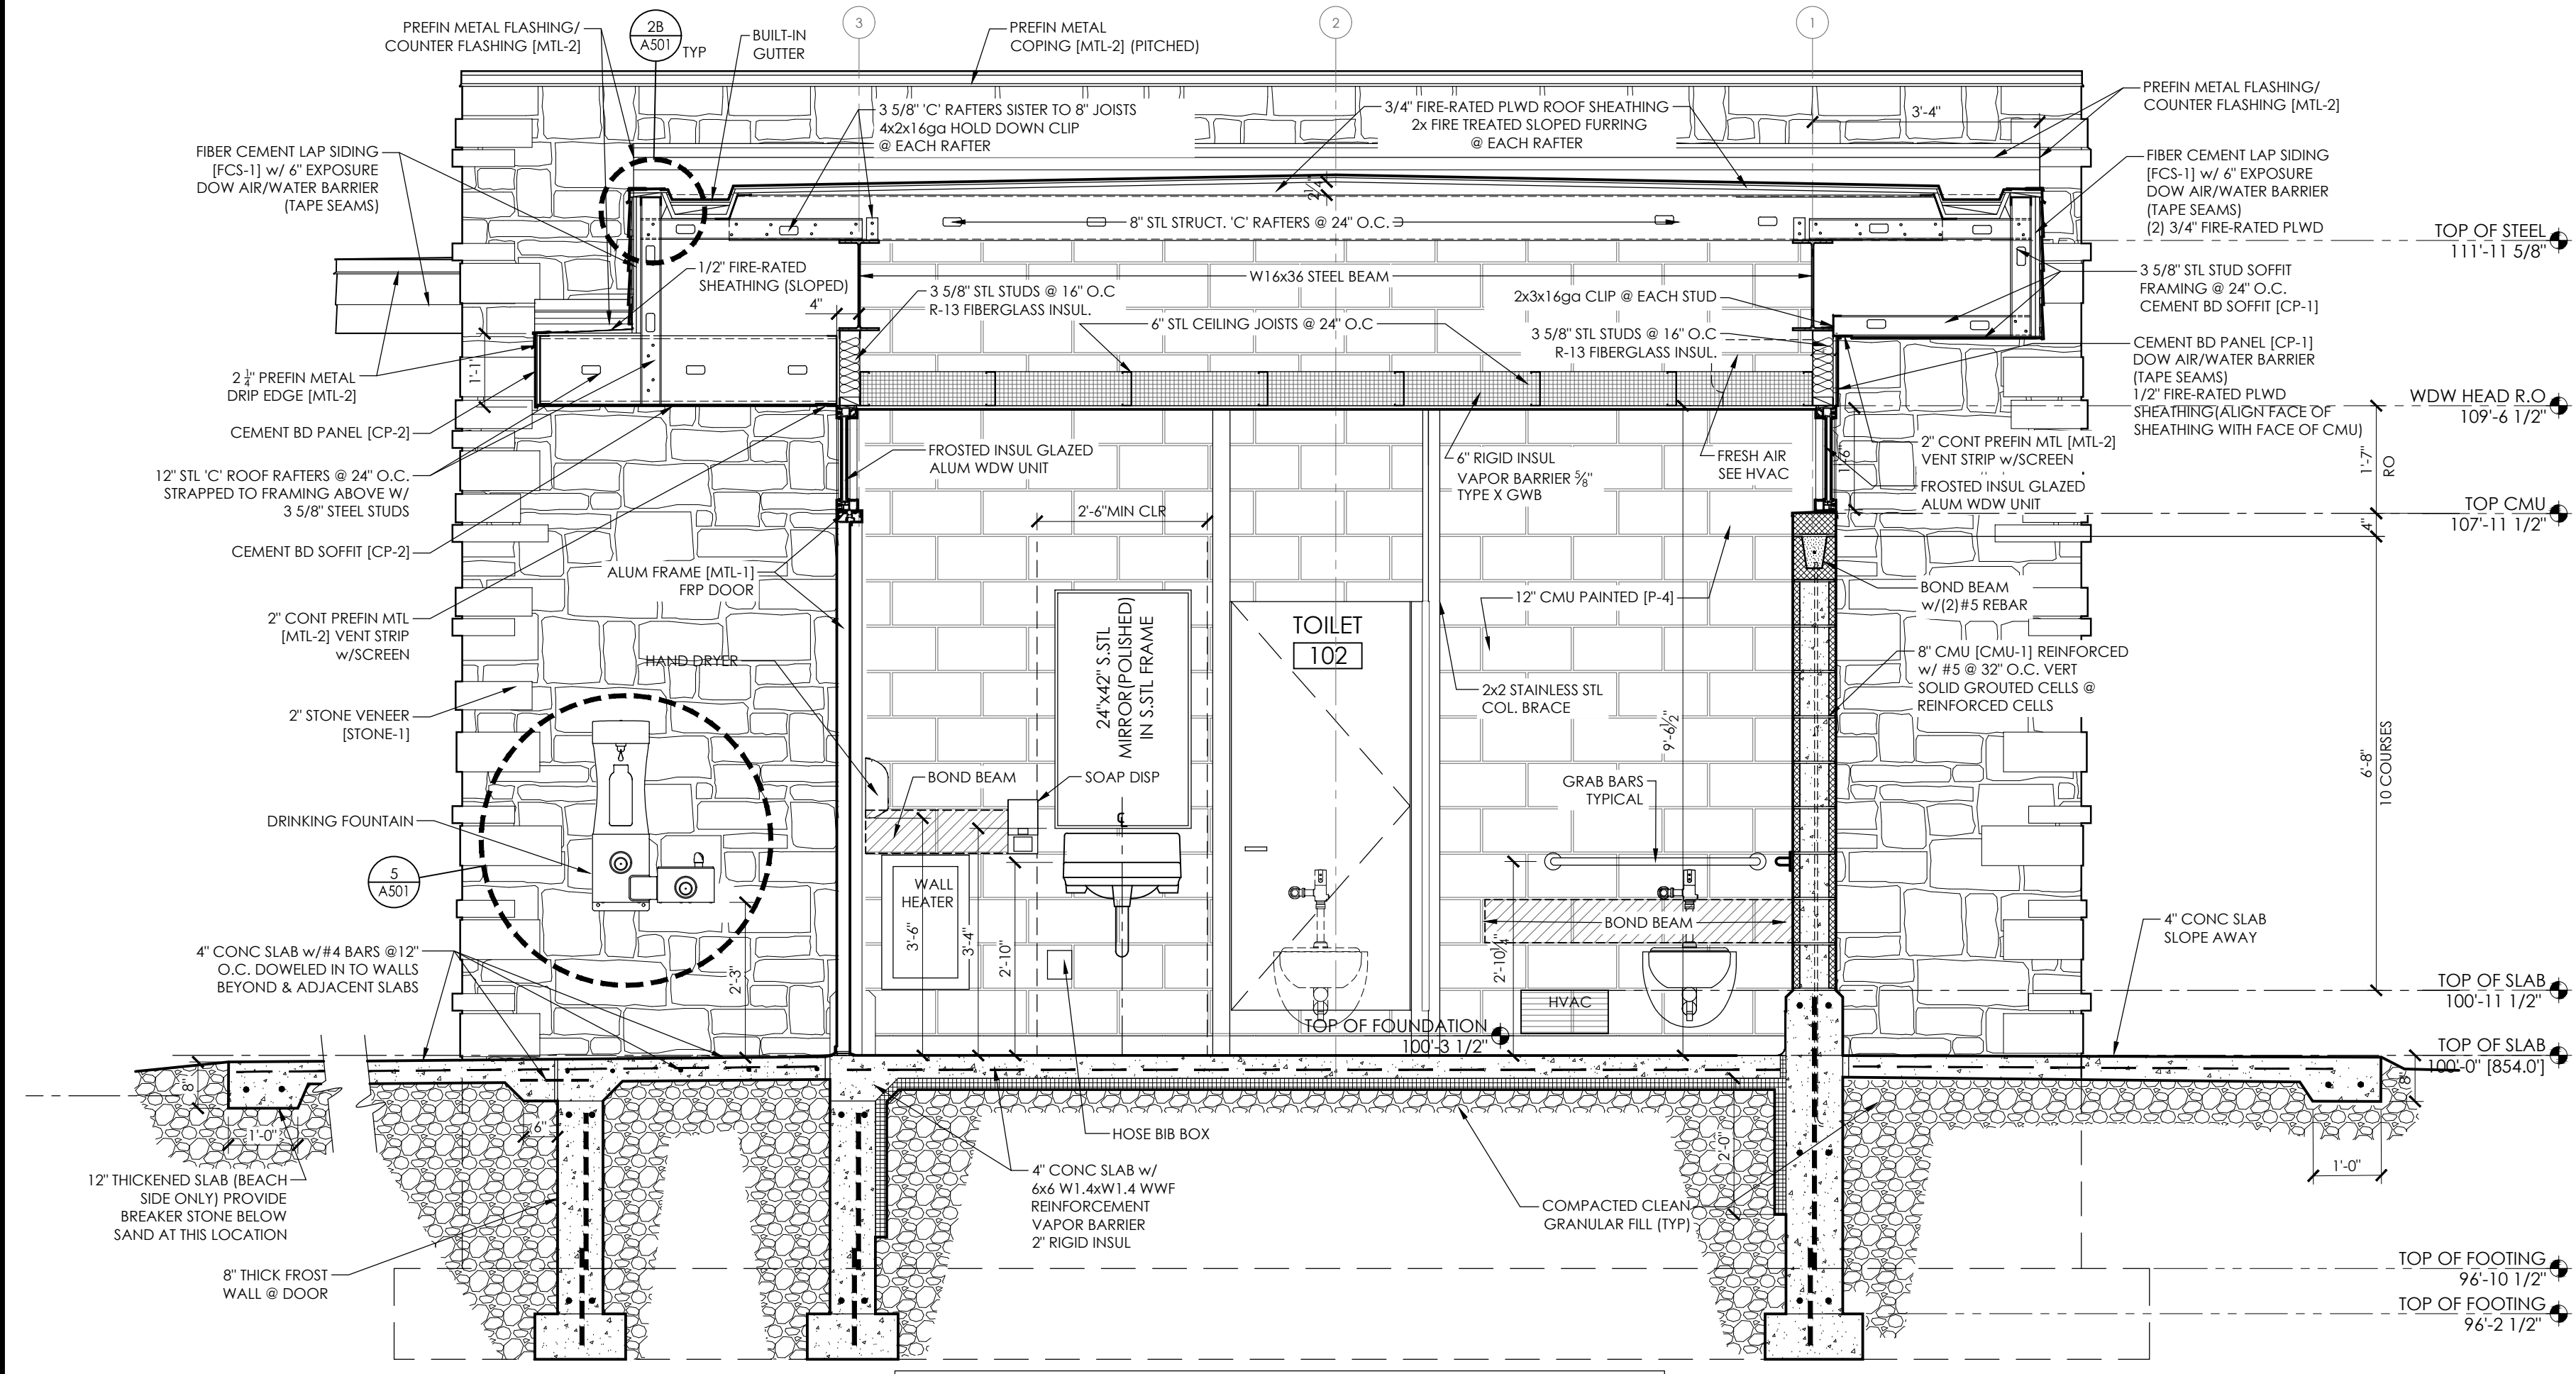 PREFIN METAL FLASHING/
COUNTER FLASHING [MTL-2]
2B
A501
TYP
BUILT-IN
GUTTER
3
PREFIN METAL
COPING [MTL-2] (PITCHED)
2
1
PREFIN METAL FLASHING/
COUNTER FLASHING [MTL-2]
3 5/8" 'C' RAFTERS SISTER TO 8" JOISTS
4x2x16ga HOLD DOWN CLIP
@ EACH RAFTER
3/4" FIRE-RATED PLWD ROOF SHEATHING
2x FIRE TREATED SLOPED FURRING
@ EACH RAFTER
3'-4"
FIBER CEMENT LAP SIDING
[FCS-1] w/ 6" EXPOSURE
DOW AIR/WATER BARRIER
(TAPE SEAMS)
FIBER CEMENT LAP SIDING
[FCS-1] w/ 6" EXPOSURE
DOW AIR/WATER BARRIER
(TAPE SEAMS)
(2) 3/4" FIRE-RATED PLWD
8" STL STRUCT. 'C' RAFTERS @ 24" O.C.
TOP OF STEEL
111'-11 5/8"
1/2" FIRE-RATED
SHEATHING (SLOPED)
4"
W16x36 STEEL BEAM
3 5/8" STL STUD SOFFIT
FRAMING @ 24" O.C.
CEMENT BD SOFFIT [CP-1]
3 5/8" STL STUDS @ 16" O.C
R-13 FIBERGLASS INSUL.
2x3x16ga CLIP @ EACH STUD
6" STL CEILING JOISTS @ 24" O.C
3 5/8" STL STUDS @ 16" O.C
R-13 FIBERGLASS INSUL.
CEMENT BD PANEL [CP-1]
DOW AIR/WATER BARRIER
(TAPE SEAMS)
1/2" FIRE-RATED PLWD
SHEATHING(ALIGN FACE OF
SHEATHING WITH FACE OF CMU)
1'-1"
2 1/4" PREFIN METAL
DRIP EDGE [MTL-2]
WDW HEAD R.O
109'-6 1/2"
CEMENT BD PANEL [CP-2]
12" STL 'C' ROOF RAFTERS @ 24" O.C.
STRAPPED TO FRAMING ABOVE W/
3 5/8" STEEL STUDS
FROSTED INSUL GLAZED
ALUM WDW UNIT
6" RIGID INSUL
VAPOR BARRIER 5/8"
TYPE X GWB
FRESH AIR
SEE HVAC
1'-6"
2" CONT PREFIN MTL [MTL-2]
VENT STRIP w/SCREEN
FROSTED INSUL GLAZED
ALUM WDW UNIT
1'-7"
RO
TOP CMU
107'-11 1/2"
4"
2'-6"MIN CLR
CEMENT BD SOFFIT [CP-2]
ALUM FRAME [MTL-1]
FRP DOOR
24"x42" S.STL
MIRROR(POLISHED)
IN S.STL FRAME
TOILET
102
12" CMU PAINTED [P-4]
BOND BEAM
w/(2)#5 REBAR
2" CONT PREFIN MTL
[MTL-2] VENT STRIP
w/SCREEN
HAND DRYER
2x2 STAINLESS STL
COL. BRACE
8" CMU [CMU-1] REINFORCED
w/ #5 @ 32" O.C. VERT
SOLID GROUTED CELLS @
REINFORCED CELLS
2" STONE VENEER
[STONE-1]
9'-6 1/2"
6'-8"
10 COURSES
BOND BEAM
SOAP DISP
GRAB BARS
TYPICAL
DRINKING FOUNTAIN
5
A501
WALL
HEATER
3'-6"
3'-4"
2'-10"
2'-10 1/4"
BOND BEAM
4" CONC SLAB
SLOPE AWAY
4" CONC SLAB w/#4 BARS @12"
O.C. DOWELED IN TO WALLS
BEYOND & ADJACENT SLABS
2'-3"
HVAC
TOP OF SLAB
100'-11 1/2"
TOP OF FOUNDATION
100'-3 1/2"
TOP OF SLAB
100'-0" [854.0']
8"
8"
1'-0"
6"
HOSE BIB BOX
2'-0"
1'-0"
12" THICKENED SLAB (BEACH
SIDE ONLY) PROVIDE
BREAKER STONE BELOW
SAND AT THIS LOCATION
4" CONC SLAB w/
6x6 W1.4xW1.4 WWF
REINFORCEMENT
VAPOR BARRIER
2" RIGID INSUL
COMPACTED CLEAN
GRANULAR FILL (TYP)
8" THICK FROST
WALL @ DOOR
TOP OF FOOTING
96'-10 1/2"
TOP OF FOOTING
96'-2 1/2"